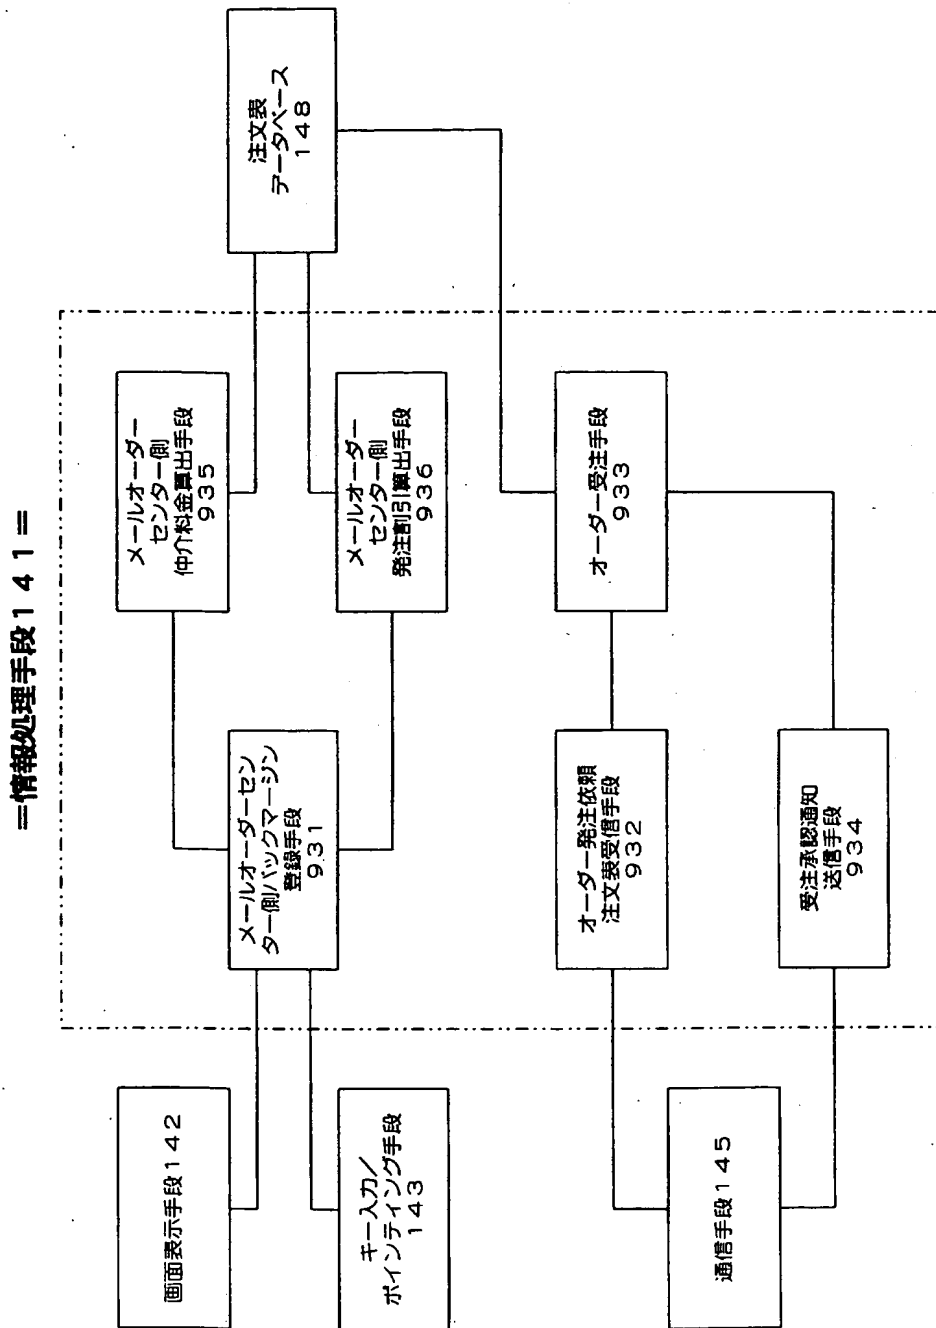 =情報処理手段141=
画面表示手段142
キー入力/
ポインティング手段
143
通信手段145
メールオーダーセン
ター側バックマージン
登録手段
931
オーダー発注依頼
注文表受信手段
932
受注承認通知
送信手段
934
メールオーダー
センター側
仲介料金算出手段
935
メールオーダー
センター側
発注割引算出手段
936
オーダー受注手段
933
注文表
データベース
148